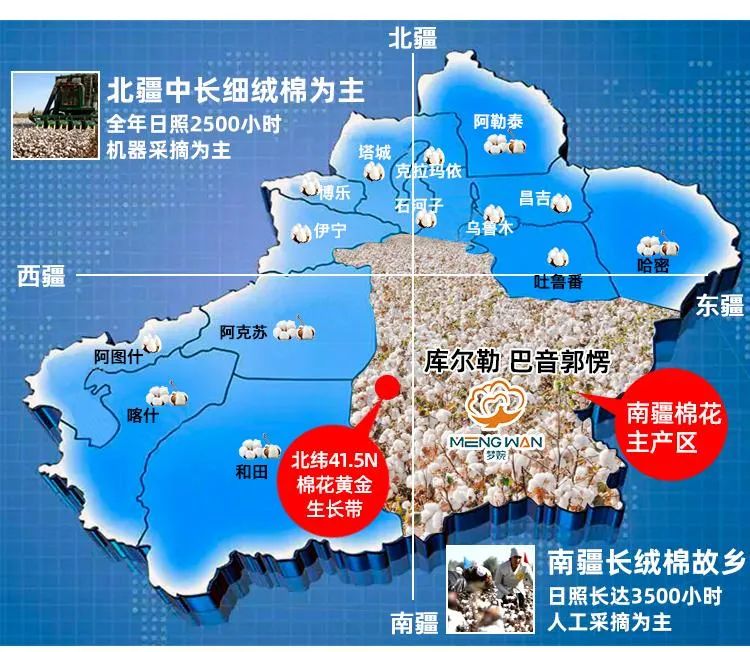 北疆
北疆中长细绒棉为主
全年日照2500小时
机器采摘为主
阿勒泰
塔城
克拉玛依
博乐
石河子
昌吉
伊宁
乌鲁木
哈密
吐鲁番
西疆
东疆
阿克苏
阿图什
库尔勒 巴音郭愣
喀什
MENG WAN
梦皖
南疆棉花
主产区
和田
北纬41.5N
棉花黄金
生长带
南疆长绒棉故乡
日照长达3500小时
人工采摘为主
南疆